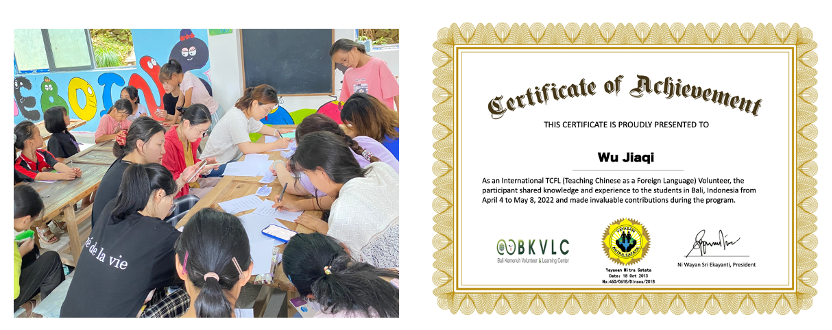 de la vie
Certificate of Achievement
THIS CERTIFICATE IS PROUDLY PRESENTED TO
Wu Jiaqi
As an International TCFL (Teaching Chinese as a Foreign Language) Volunteer, the
participant shared knowledge and experience to the students in Bali, Indonesia from
April 4 to May 8, 2022 and made invaluable contributions during the program.
BKVLC
Bali Kemenuh Volunteer & Learning Center
Yayasan Mitra Semata
Ni Wayan Sri Ekayanti, President